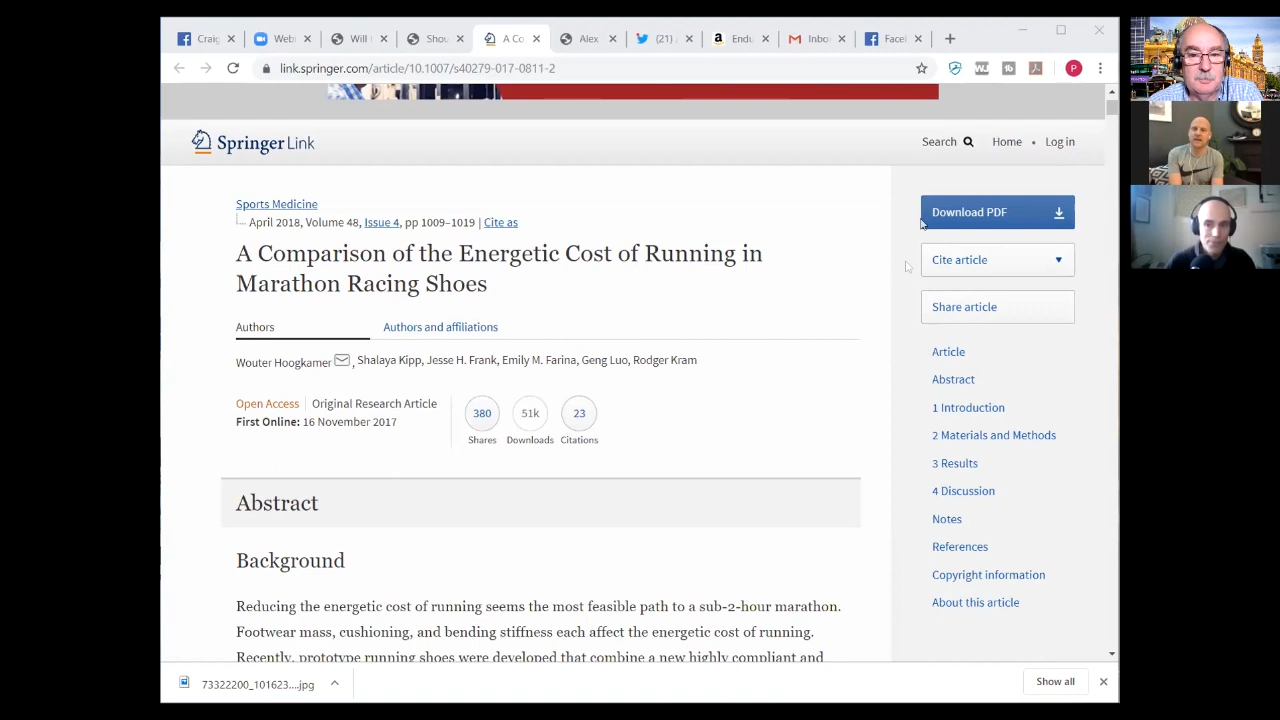 Craig
Webi
Will I
Shou
A Co
Alex
(21) /
Endu
Inbo
Facel
link.springer.com/article/10.1007/s40279-017-0811-2
P
Springer Link
Search
Home • Log in
Sports Medicine
April 2018, Volume 48, Issue 4, pp 1009–1019 | Cite as
A Comparison of the Energetic Cost of Running in
Marathon Racing Shoes
Authors
Authors and affiliations
Wouter Hoogkamer, Shalaya Kipp, Jesse H. Frank, Emily M. Farina, Geng Luo, Rodger Kram
Open Access | Original Research Article
First Online: 16 November 2017
380
Shares
51k
Downloads
23
Citations
Abstract
Background
Reducing the energetic cost of running seems the most feasible path to a sub-2-hour marathon.
Footwear mass, cushioning, and bending stiffness each affect the energetic cost of running.
Recently, prototype running shoes were developed that combine a new highly compliant and
Download PDF
Cite article
Share article
Article
Abstract
1 Introduction
2 Materials and Methods
3 Results
4 Discussion
Notes
References
Copyright information
About this article
73322200_101623....jpg
Show all